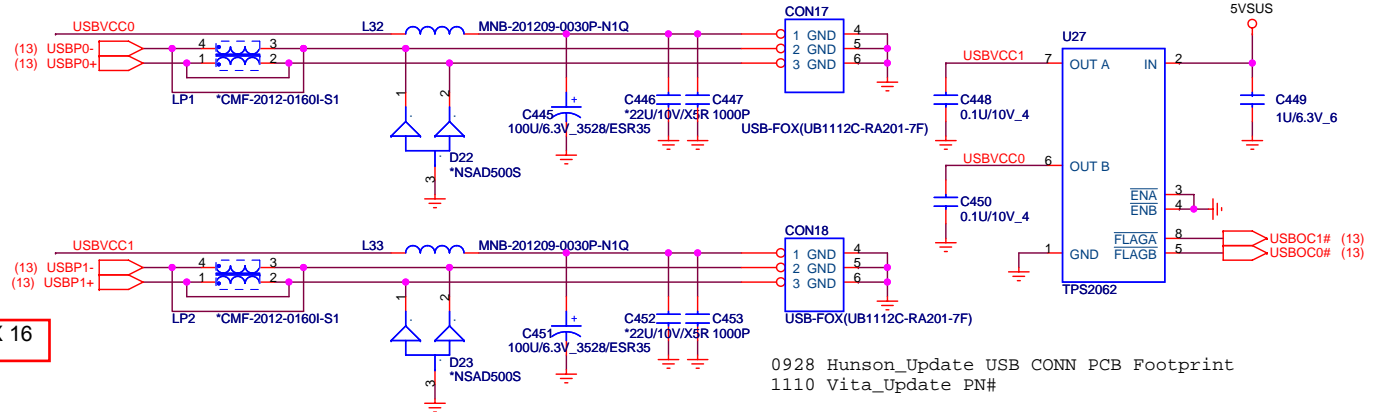 USBVCC0
(13) USBP0-
(13) USBP0+
4 3
1 2
LP1 *CMF-2012-0160I-S1
L32 MNB-201209-0030P-N1Q
1 2
3
D22
*NSAD500S
+
C445
100U/6.3V_3528/ESR35
C446
*22U/10V/X5R
C447
1000P
CON17
1 GND 4
2 GND 5
3 GND 6
USB-FOX(UB1112C-RA201-7F)
USBVCC1
(13) USBP1-
(13) USBP1+
4 3
1 2
LP2 *CMF-2012-0160I-S1
L33 MNB-201209-0030P-N1Q
1 2
3
D23
*NSAD500S
+
C451
100U/6.3V_3528/ESR35
C452
*22U/10V/X5R
C453
1000P
CON18
1 GND 4
2 GND 5
3 GND 6
USB-FOX(UB1112C-RA201-7F)
16
5VSUS
U27
USBVCC1
7 OUT A IN 2
C448
0.1U/10V_4
C449
1U/6.3V_6
USBVCC0
6 OUT B
C450
0.1U/10V_4
ENA 3
ENB 4
FLAGA 8 USBOC1# (13)
1 GND FLAGB 5 USBOC0# (13)
TPS2062
0928 Hunson_Update USB CONN PCB Footprint
1110 Vita_Update PN#